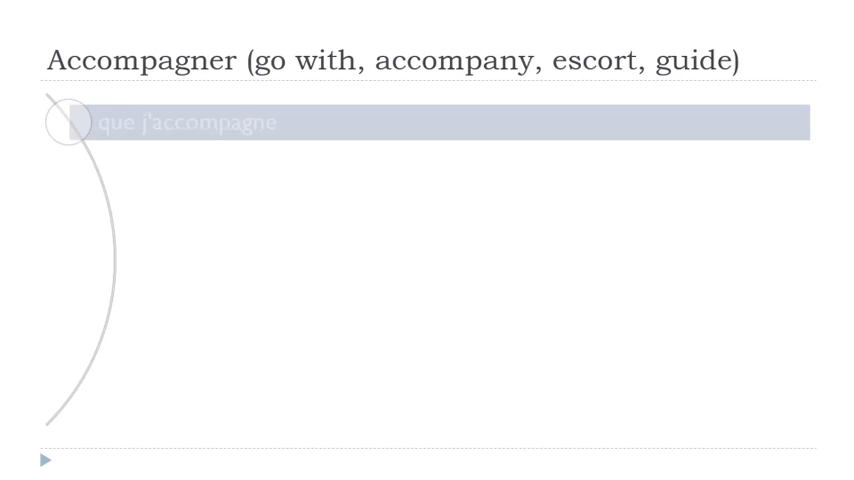 Accompagner (go with, accompany, escort, guide)
que j'accompagne